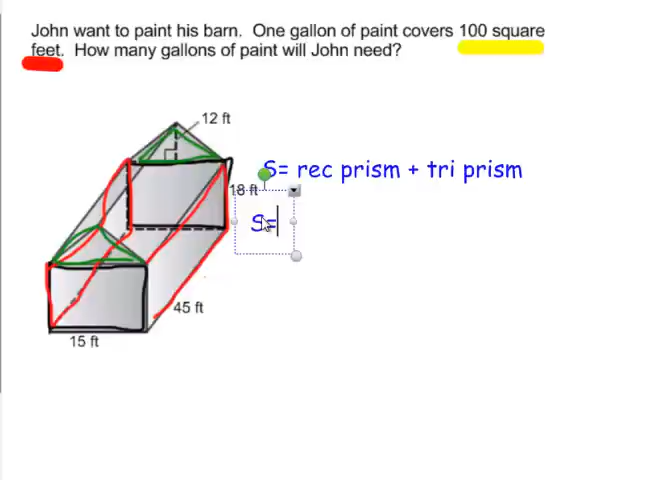 John want to paint his barn. One gallon of paint covers 100 square
feet. How many gallons of paint will John need?
12 ft
S= rec prism + tri prism
18 ft
S=
45 ft
15 ft